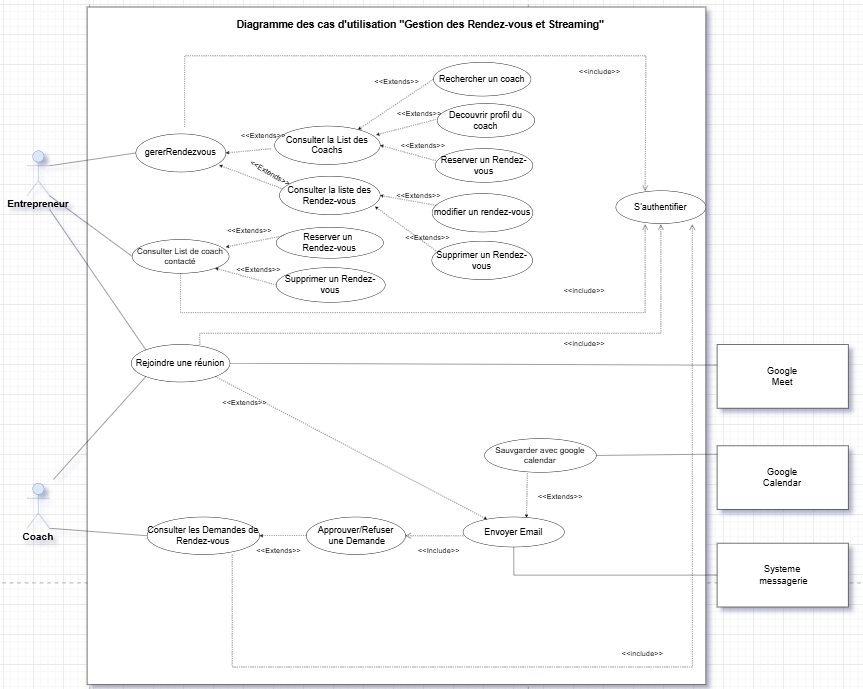 Diagramme des cas d'utilisation "Gestion des Rendez-vous et Streaming"
<<include>>
<<Extends>>
Rechercher un coach
<<Extends>>
Decouvrir profil du
coach
<<Extends>>
Consulter la List des
Coachs
<<Extends>>
gererRendezvous
Reserver un Rendez-
vous
<<Extends>>
Consulter la liste des
Rendez-vous
<<Extends>>
modifier un rendez-vous
S'authentifier
Entrepreneur
<<Extends>>
Reserver un
Rendez-vous
<<Extends>>
Supprimer un Rendez-
vous
Consulter List de coach
contacté
<<Extends>>
Supprimer un Rendez-
vous
<<include>>
<<include>>
Rejoindre une réunion
Google
Meet
<<Extends>>
Sauvgarder avec google
calendar
Google
Calendar
<<Extends>>
Coach
Consulter les Demandes de
Rendez-vous
<<Extends>>
Approuver/Refuser
une Demande
<<Include>>
Envoyer Email
Systeme
messagerie
<<include>>